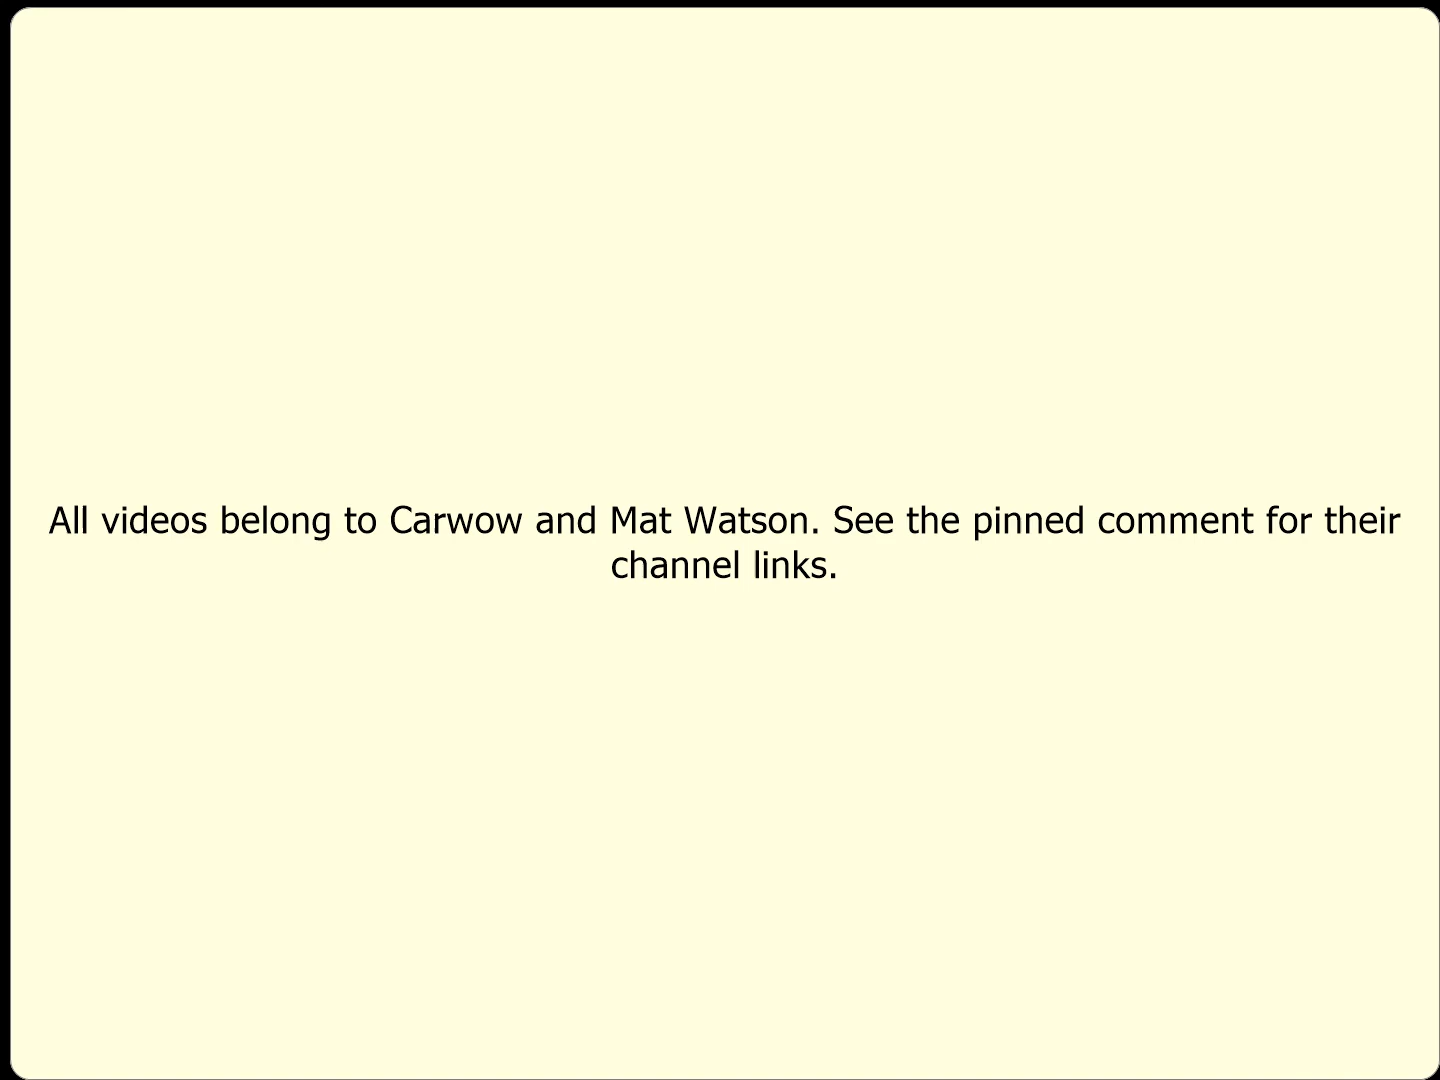 All videos belong to Carwow and Mat Watson. See the pinned comment for their
channel links.